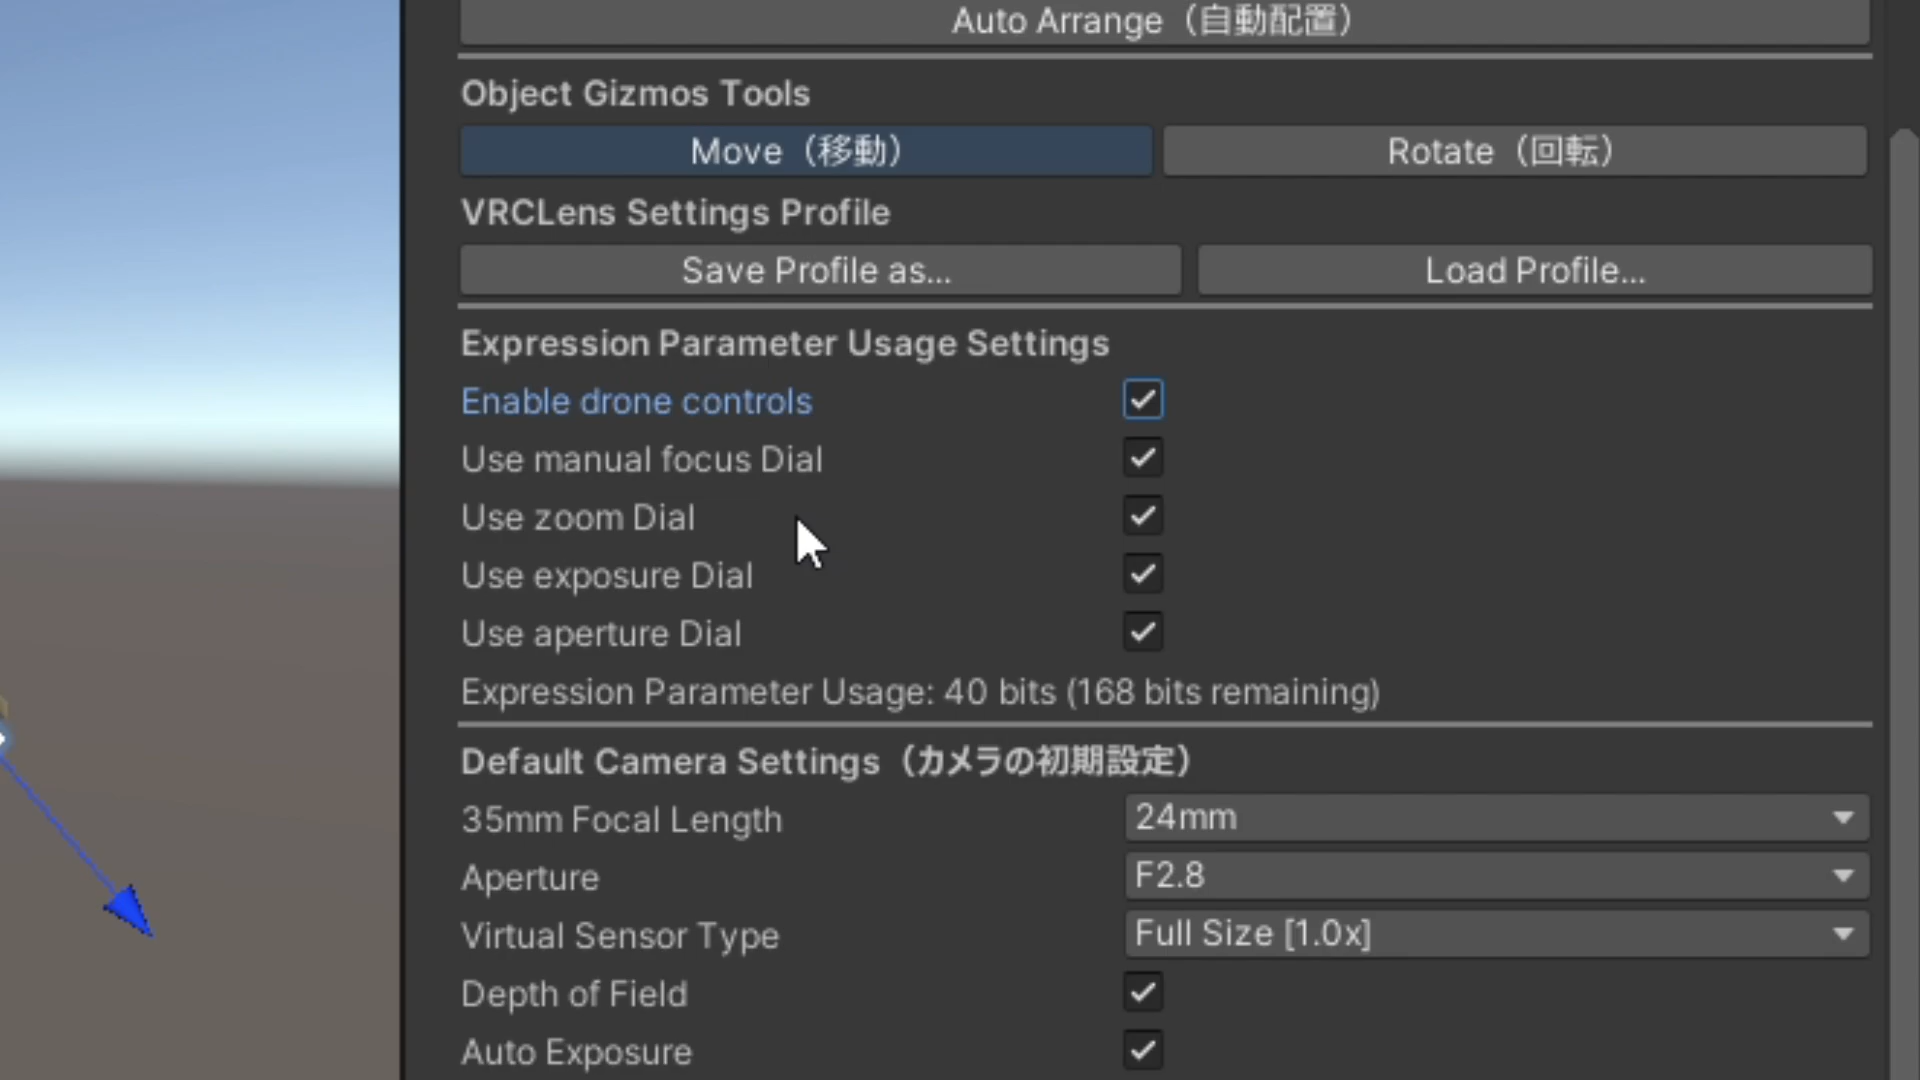 Auto Arrange（自動配置）
Object Gizmos Tools
Move（移動）
Rotate（回転）
VRCLens Settings Profile
Save Profile as...
Load Profile...
Expression Parameter Usage Settings
Enable drone controls
Use manual focus Dial
Use zoom Dial
Use exposure Dial
Use aperture Dial
Expression Parameter Usage: 40 bits (168 bits remaining)
Default Camera Settings（カメラの初期設定）
35mm Focal Length 24mm
Aperture F2.8
Virtual Sensor Type Full Size [1.0x]
Depth of Field
Auto Exposure